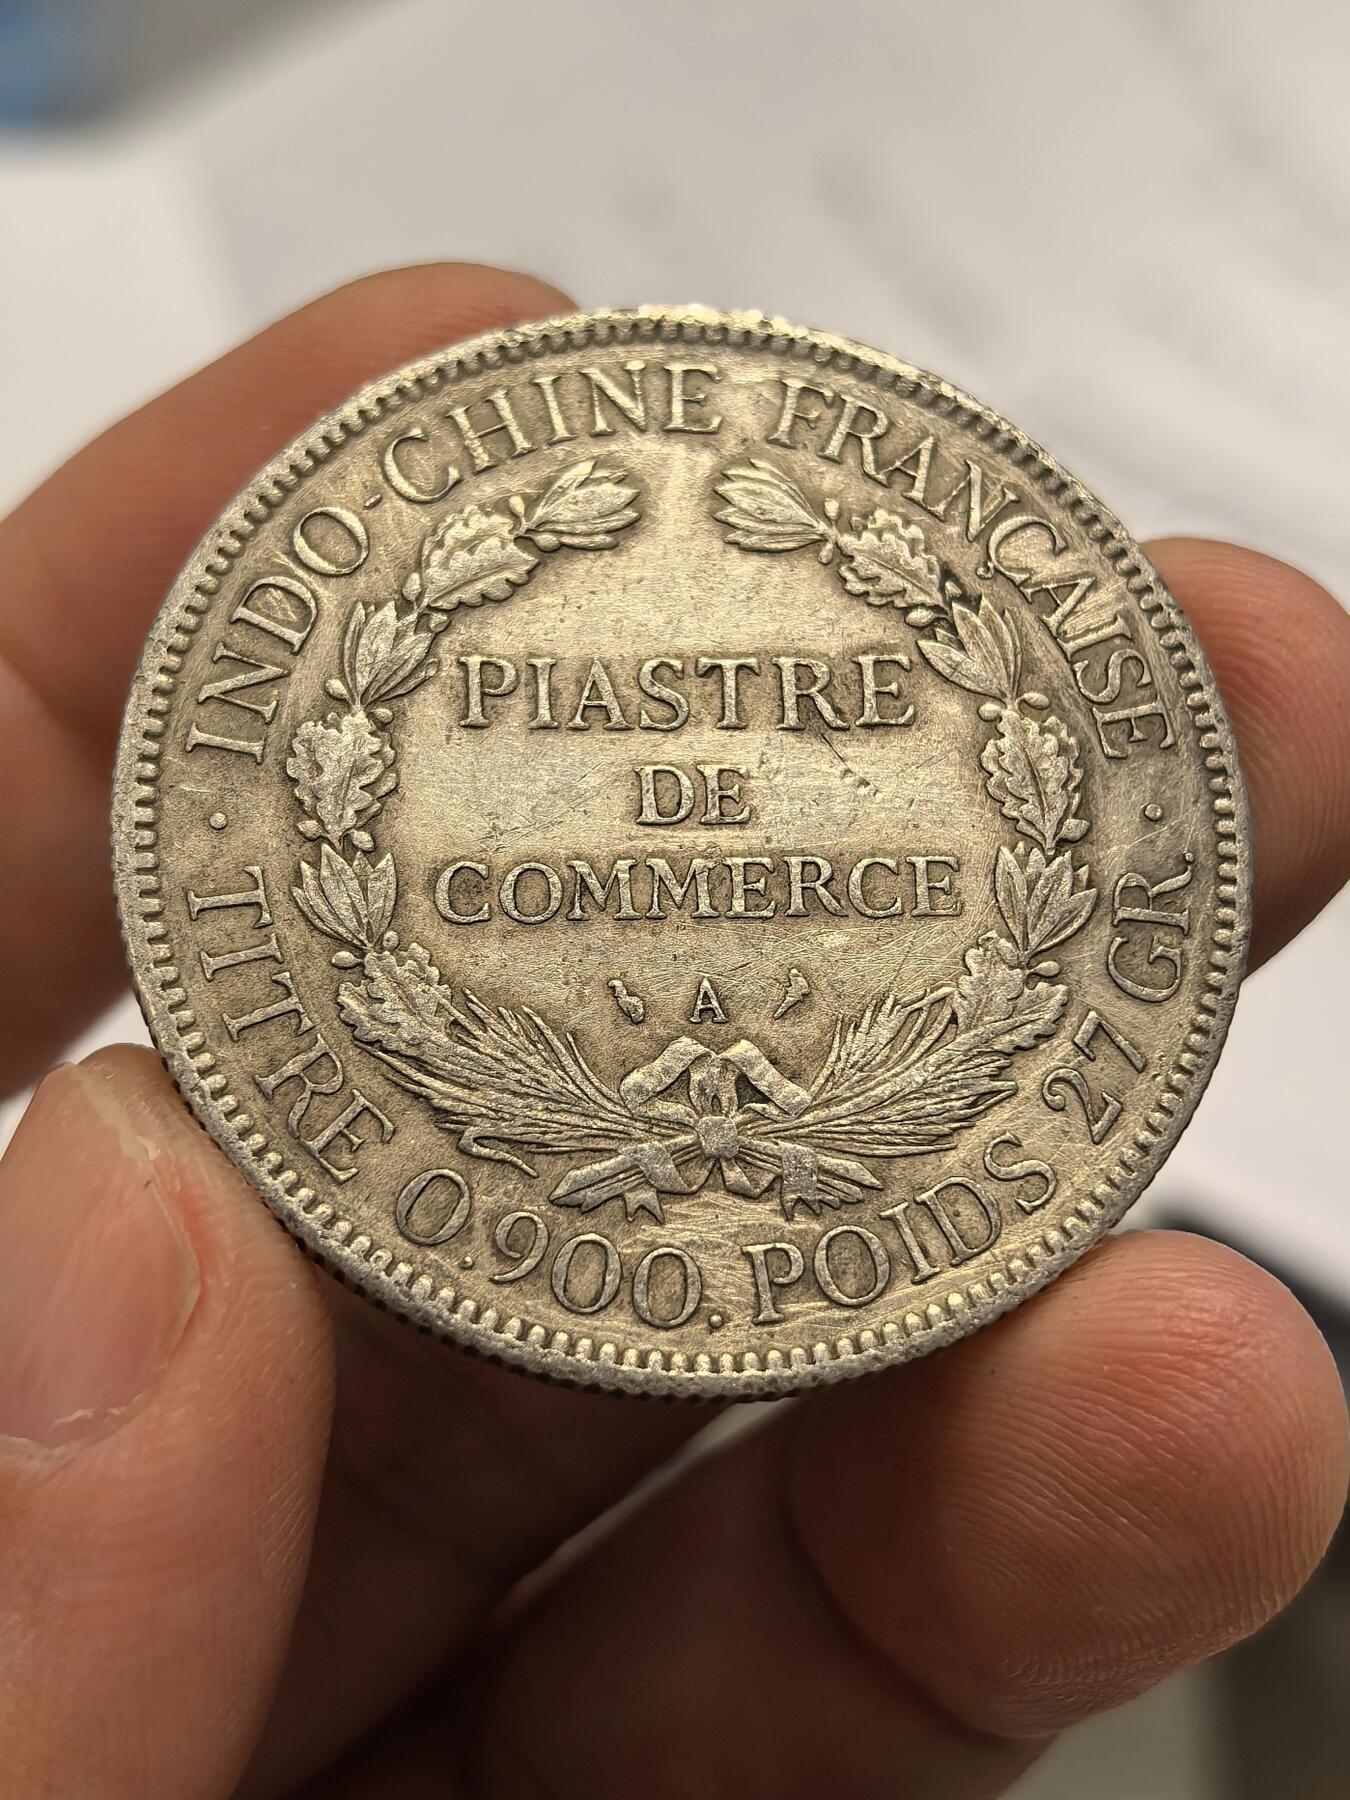 INDO-CHINE FRANÇAISE
PIASTRE
DE
COMMERCE
A
· TITRE 0.900. POIDS 27 GR. ·